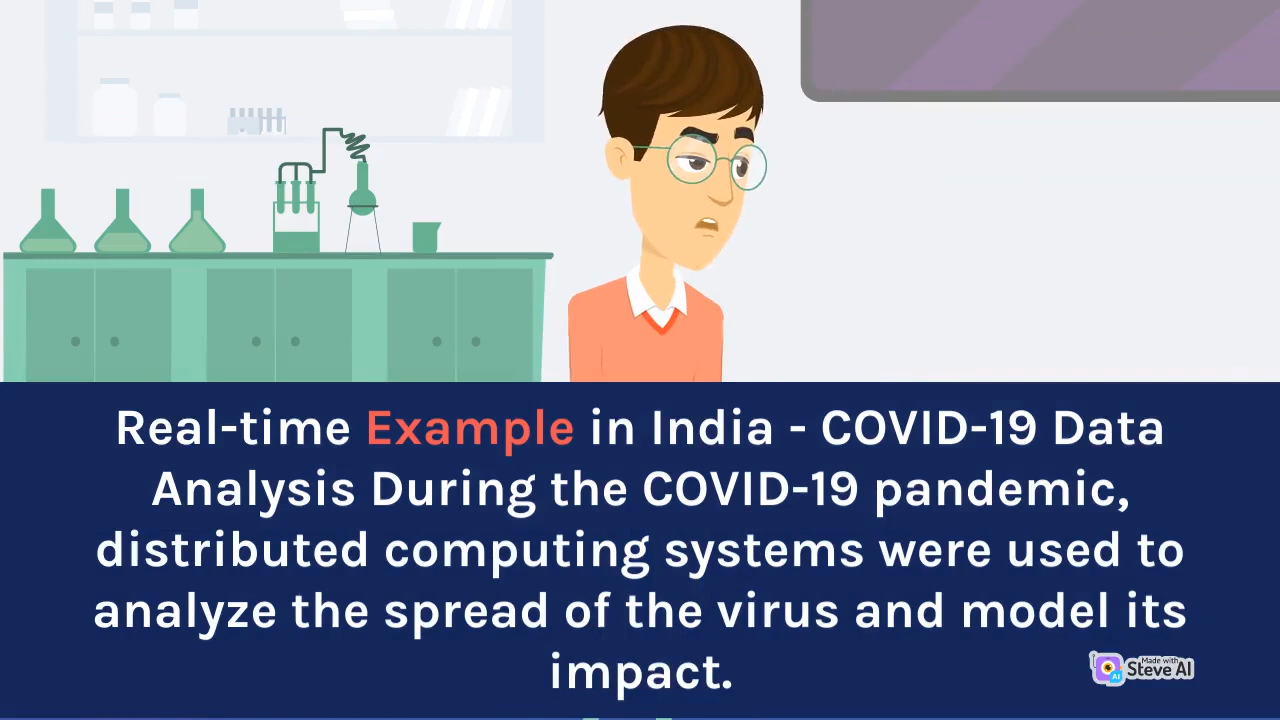 Real-time Example in India - COVID-19 Data
Analysis During the COVID-19 pandemic,
distributed computing systems were used to
analyze the spread of the virus and model its
impact.
Made with
Steve AI
AI